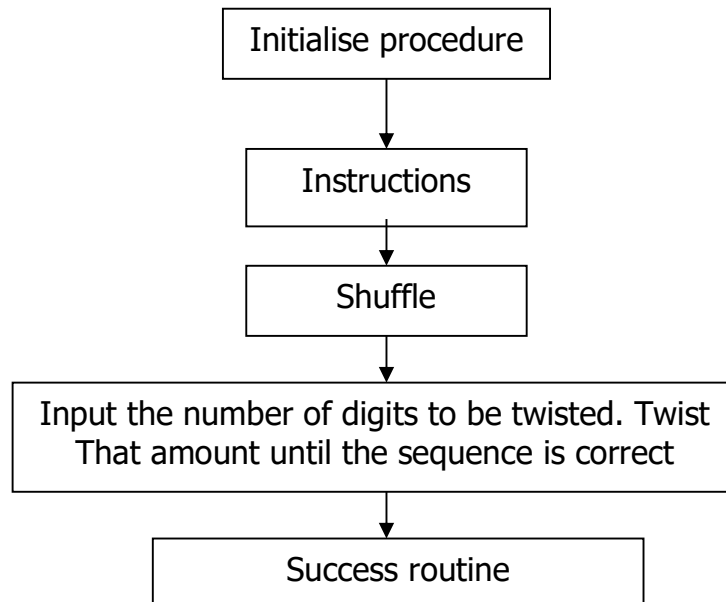 Initialise procedure
Instructions
Shuffle
Input the number of digits to be twisted. Twist
That amount until the sequence is correct
Success routine